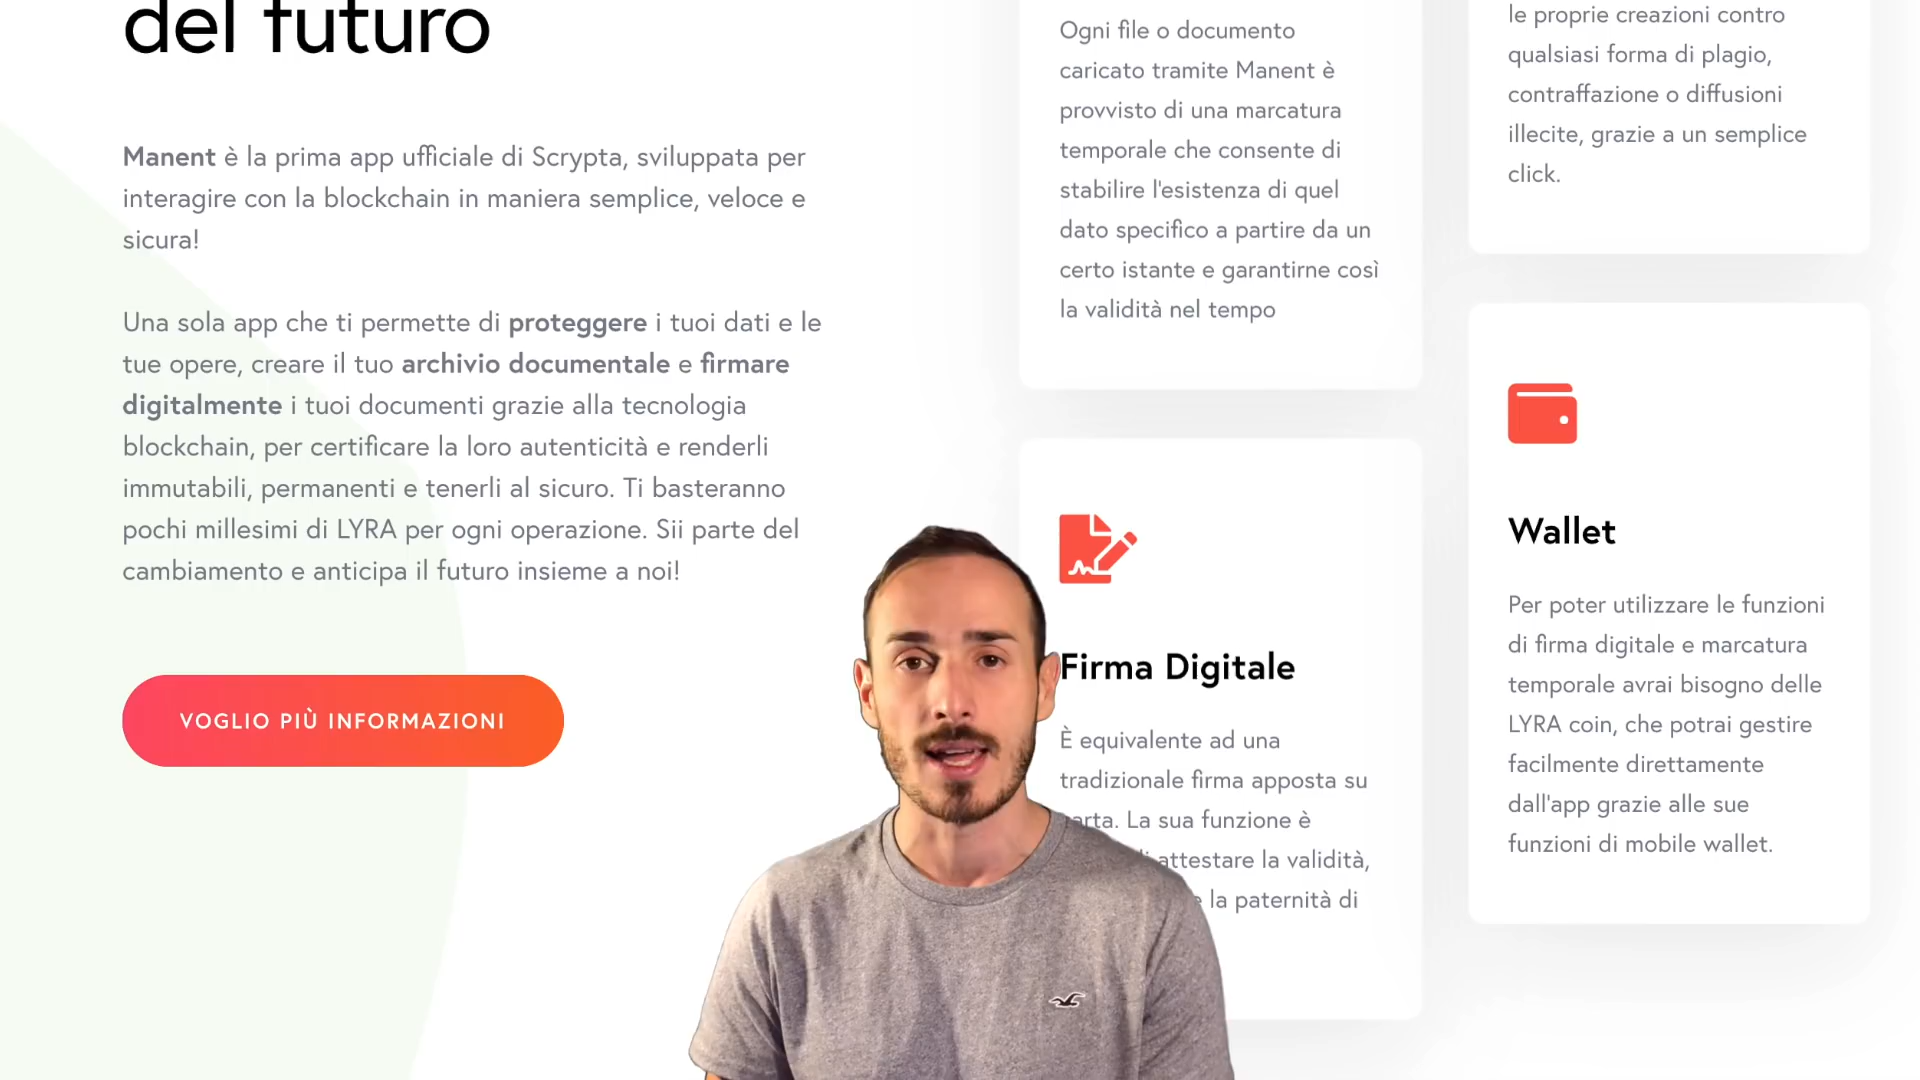 del futuro
Manent è la prima app ufficiale di Scrypta, sviluppata per
interagire con la blockchain in maniera semplice, veloce e
sicura!
Una sola app che ti permette di proteggere i tuoi dati e le
tue opere, creare il tuo archivio documentale e firmare
digitalmente i tuoi documenti grazie alla tecnologia
blockchain, per certificare la loro autenticità e renderli
immutabili, permanenti e tenerli al sicuro. Ti basteranno
pochi millesimi di LYRA per ogni operazione. Sii parte del
cambiamento e anticipa il futuro insieme a noi!
VOGLIO PIÙ INFORMAZIONI
Ogni file o documento
caricato tramite Manent è
provvisto di una marcatura
temporale che consente di
stabilire l'esistenza di quel
dato specifico a partire da un
certo istante e garantirne così
la validità nel tempo
Firma Digitale
È equivalente ad una
tradizionale firma apposta su
carta. La sua funzione è
attestare la validità,
e la paternità di
le proprie creazioni contro
qualsiasi forma di plagio,
contraffazione o diffusioni
illecite, grazie a un semplice
click.
Wallet
Per poter utilizzare le funzioni
di firma digitale e marcatura
temporale avrai bisogno delle
LYRA coin, che potrai gestire
facilmente direttamente
dall'app grazie alle sue
funzioni di mobile wallet.